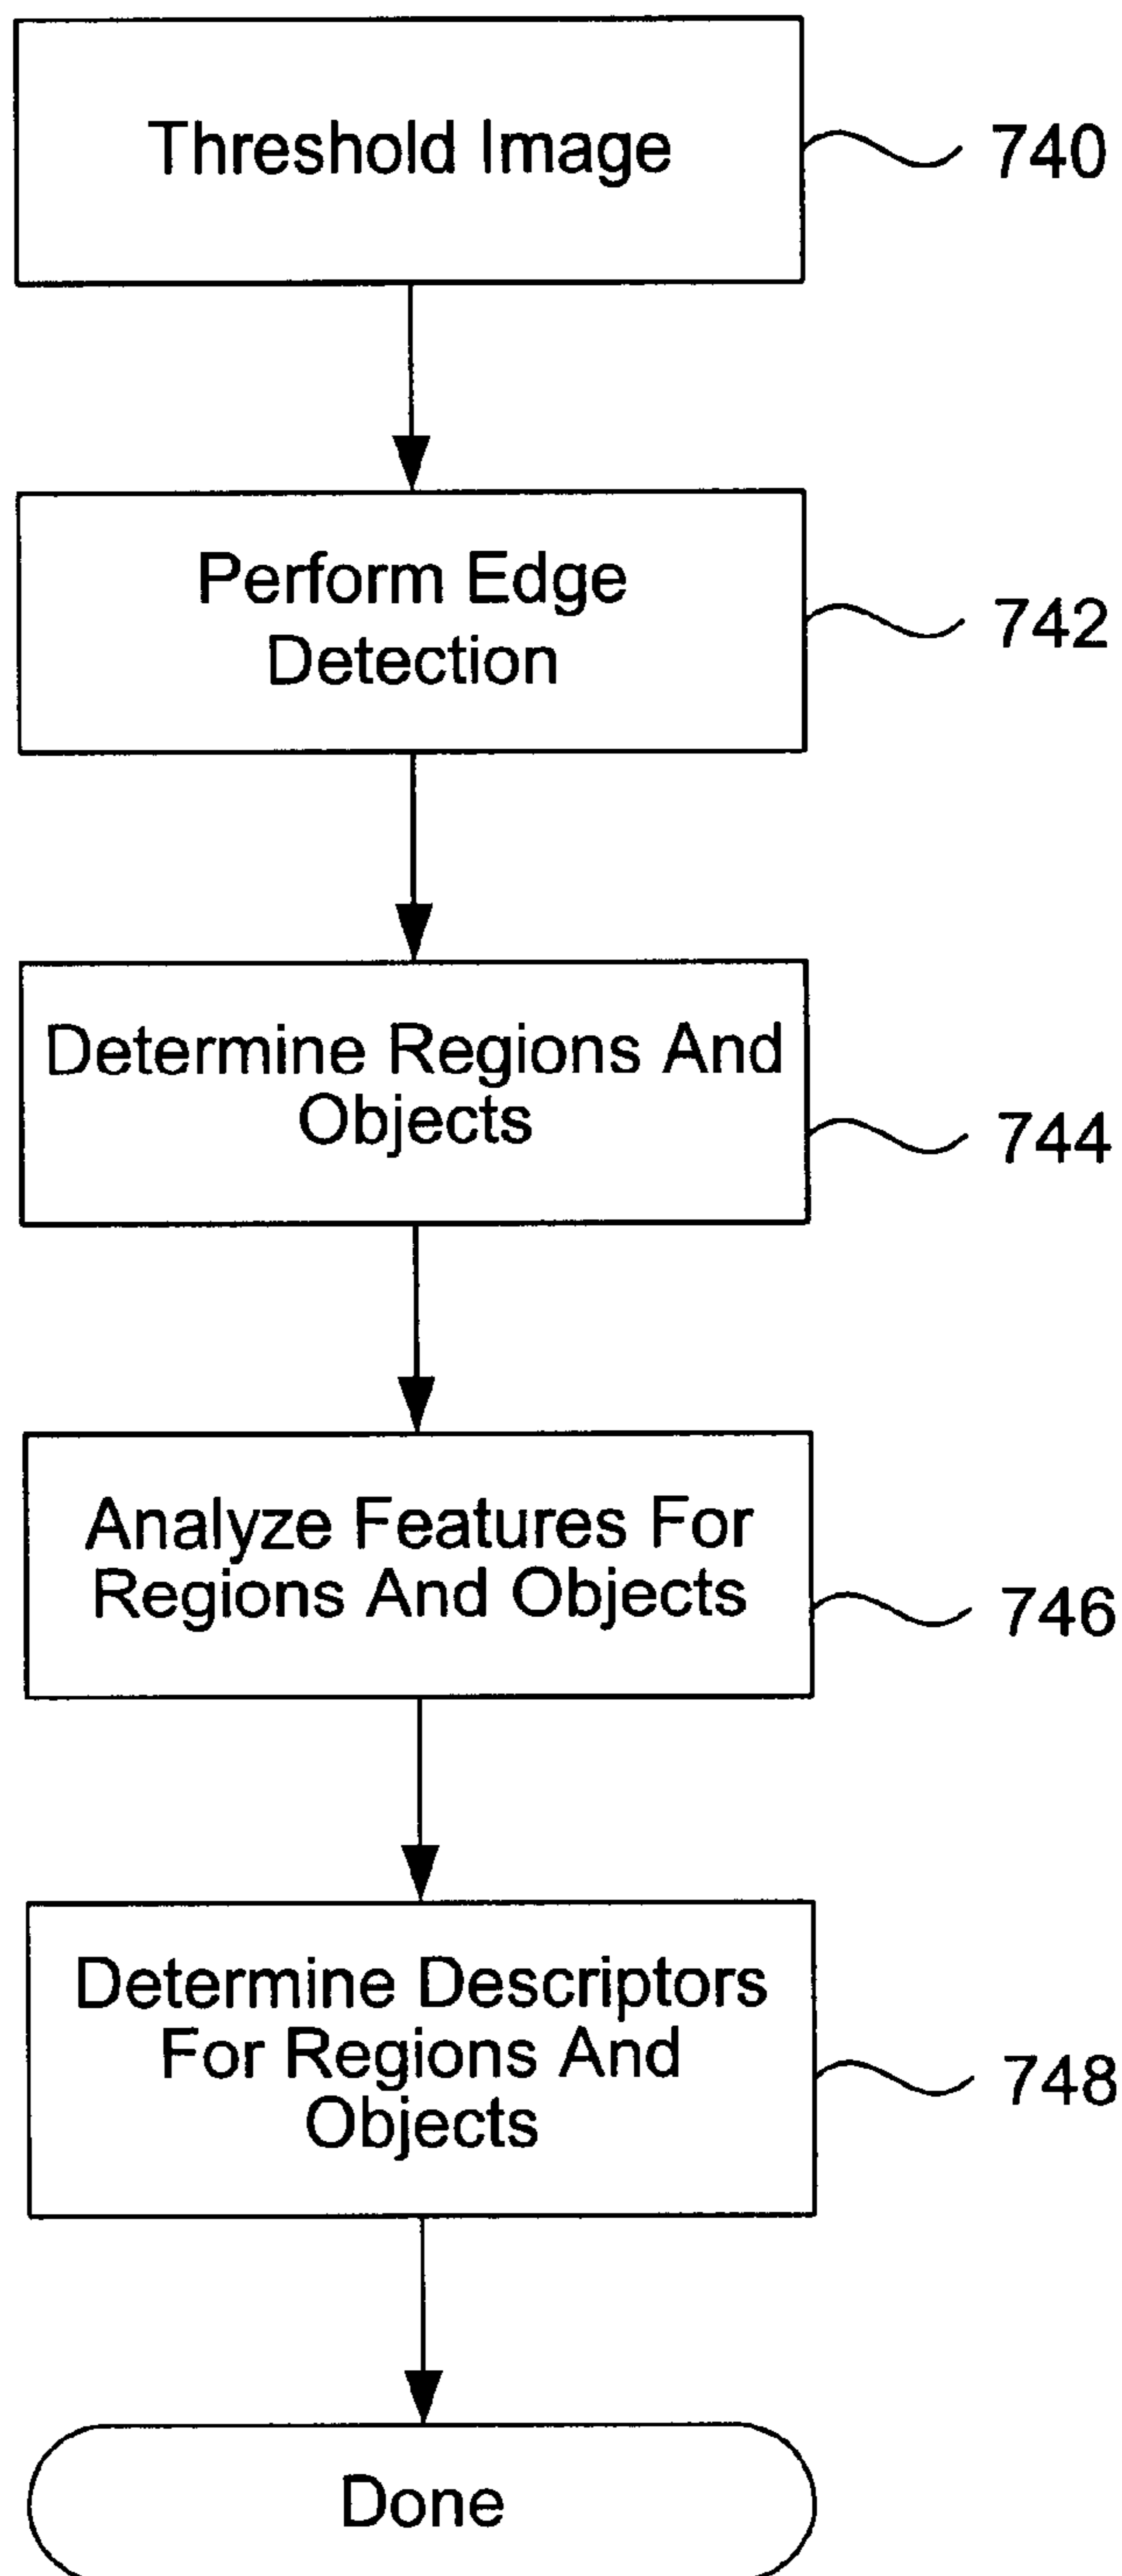 Threshold Image
740
Perform Edge
Detection
742
Determine Regions And
Objects
744
Analyze Features For
Regions And Objects
746
Determine Descriptors
For Regions And
Objects
748
Done